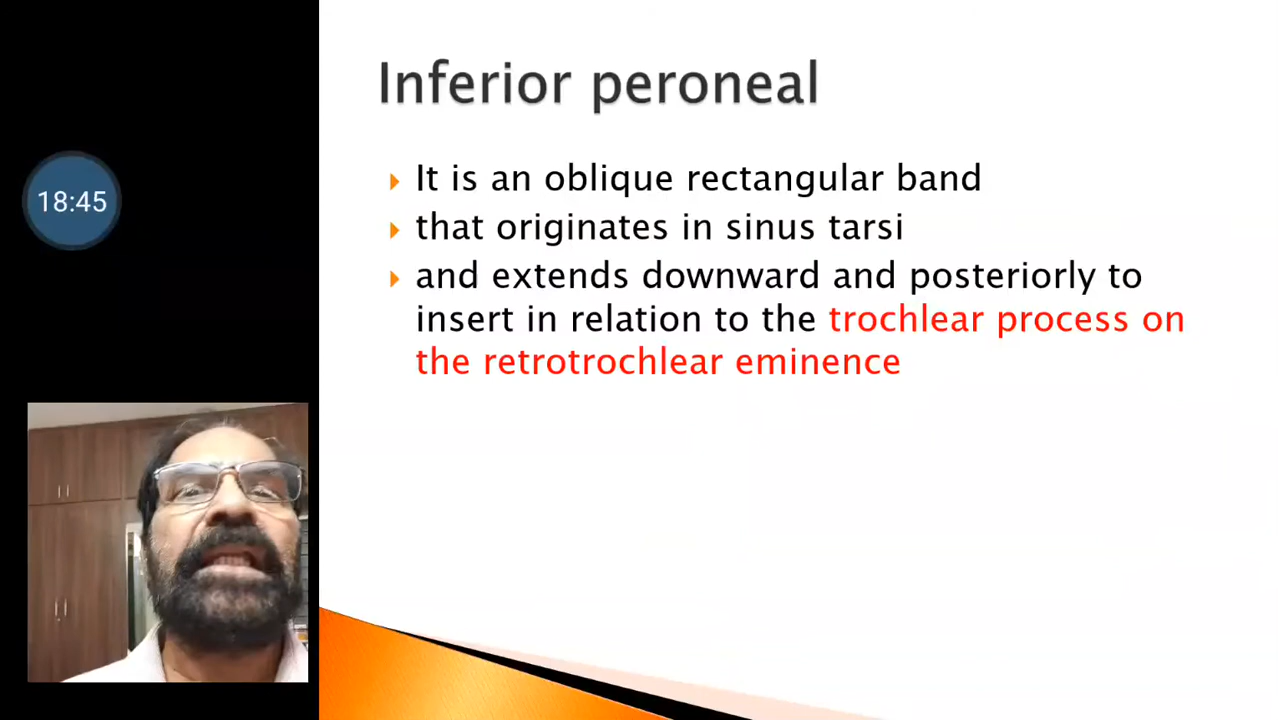 Inferior peroneal
It is an oblique rectangular band
that originates in sinus tarsi
and extends downward and posteriorly to
insert in relation to the trochlear process on
the retrotrochlear eminence
18:45